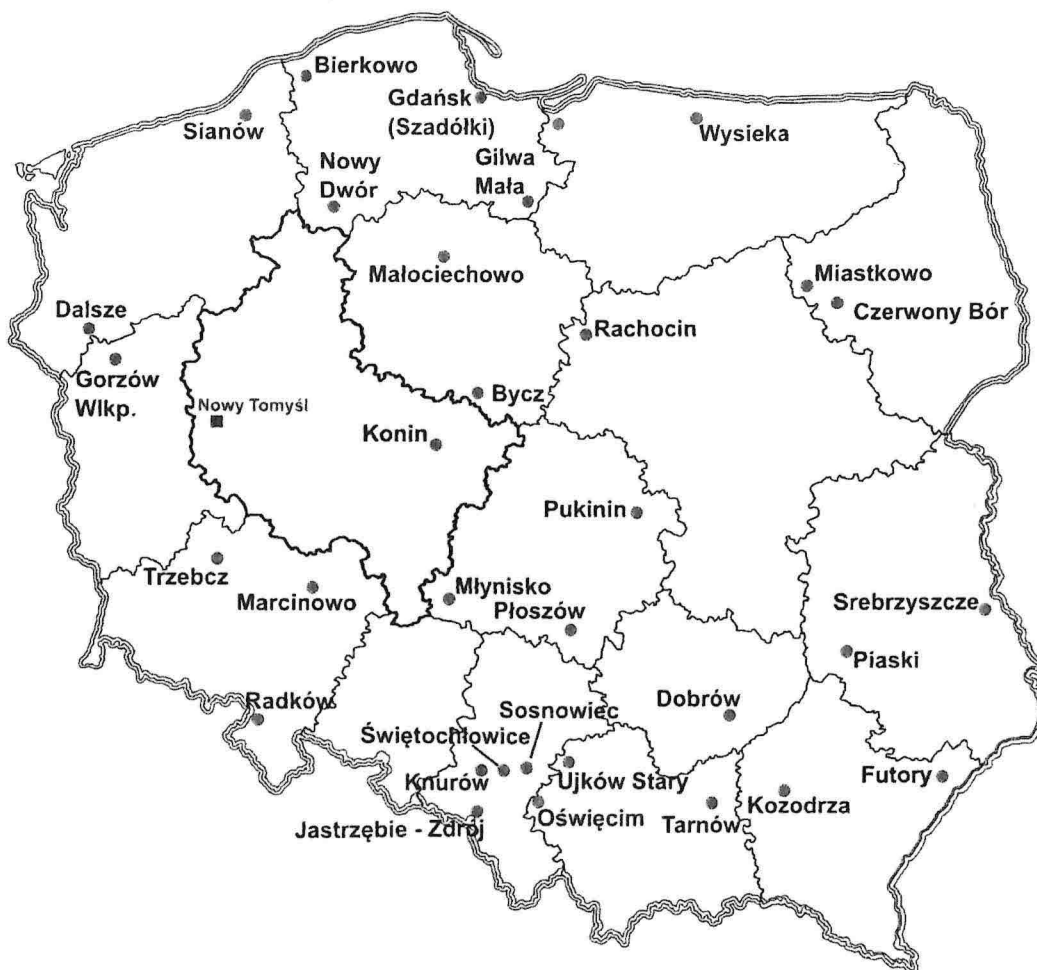 Bierkowo
Gdańsk
(Szadółki)
Sianów
Wysieka
Nowy
Dwór
Gilwa
Mała
Małociechowo
Miastkowo
Czerwony Bór
Dalsze
Rachocin
Gorzów
Wlkp.
Bycz
Nowy Tomyśl
Konin
Pukinin
Trzebcz
Marcinowo
Młynisko
Płoszów
Srebrzyszcze
Piaski
Radków
Sosnowiec
Dobrów
Świętochłowice
Knurów
Ujków Stary
Futory
Jastrzębie - Zdrój
Oświęcim
Tarnów
Kozodrza